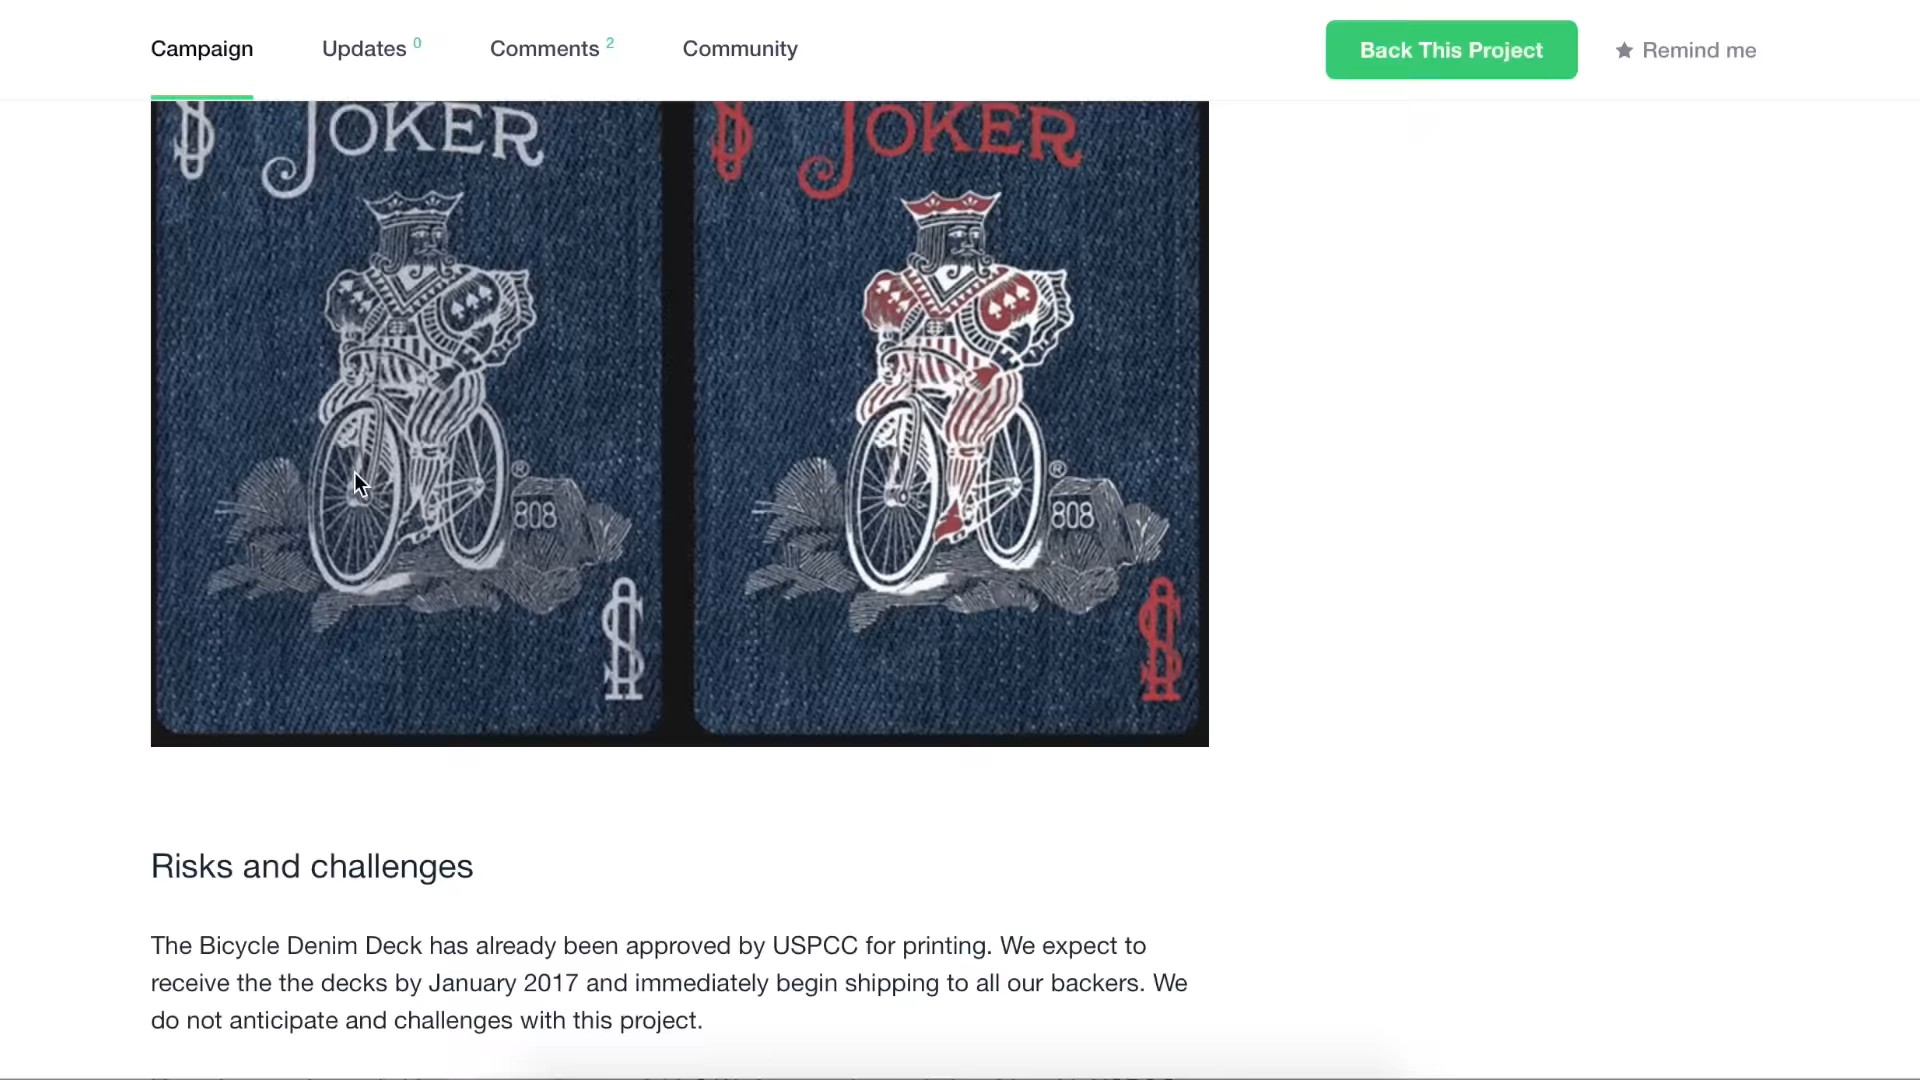 Campaign Updates 0 Comments 2 Community Back This Project Remind me
JOKER JOKER
® ®
808 808
Risks and challenges
The Bicycle Denim Deck has already been approved by USPCC for printing. We expect to
receive the the decks by January 2017 and immediately begin shipping to all our backers. We
do not anticipate and challenges with this project.